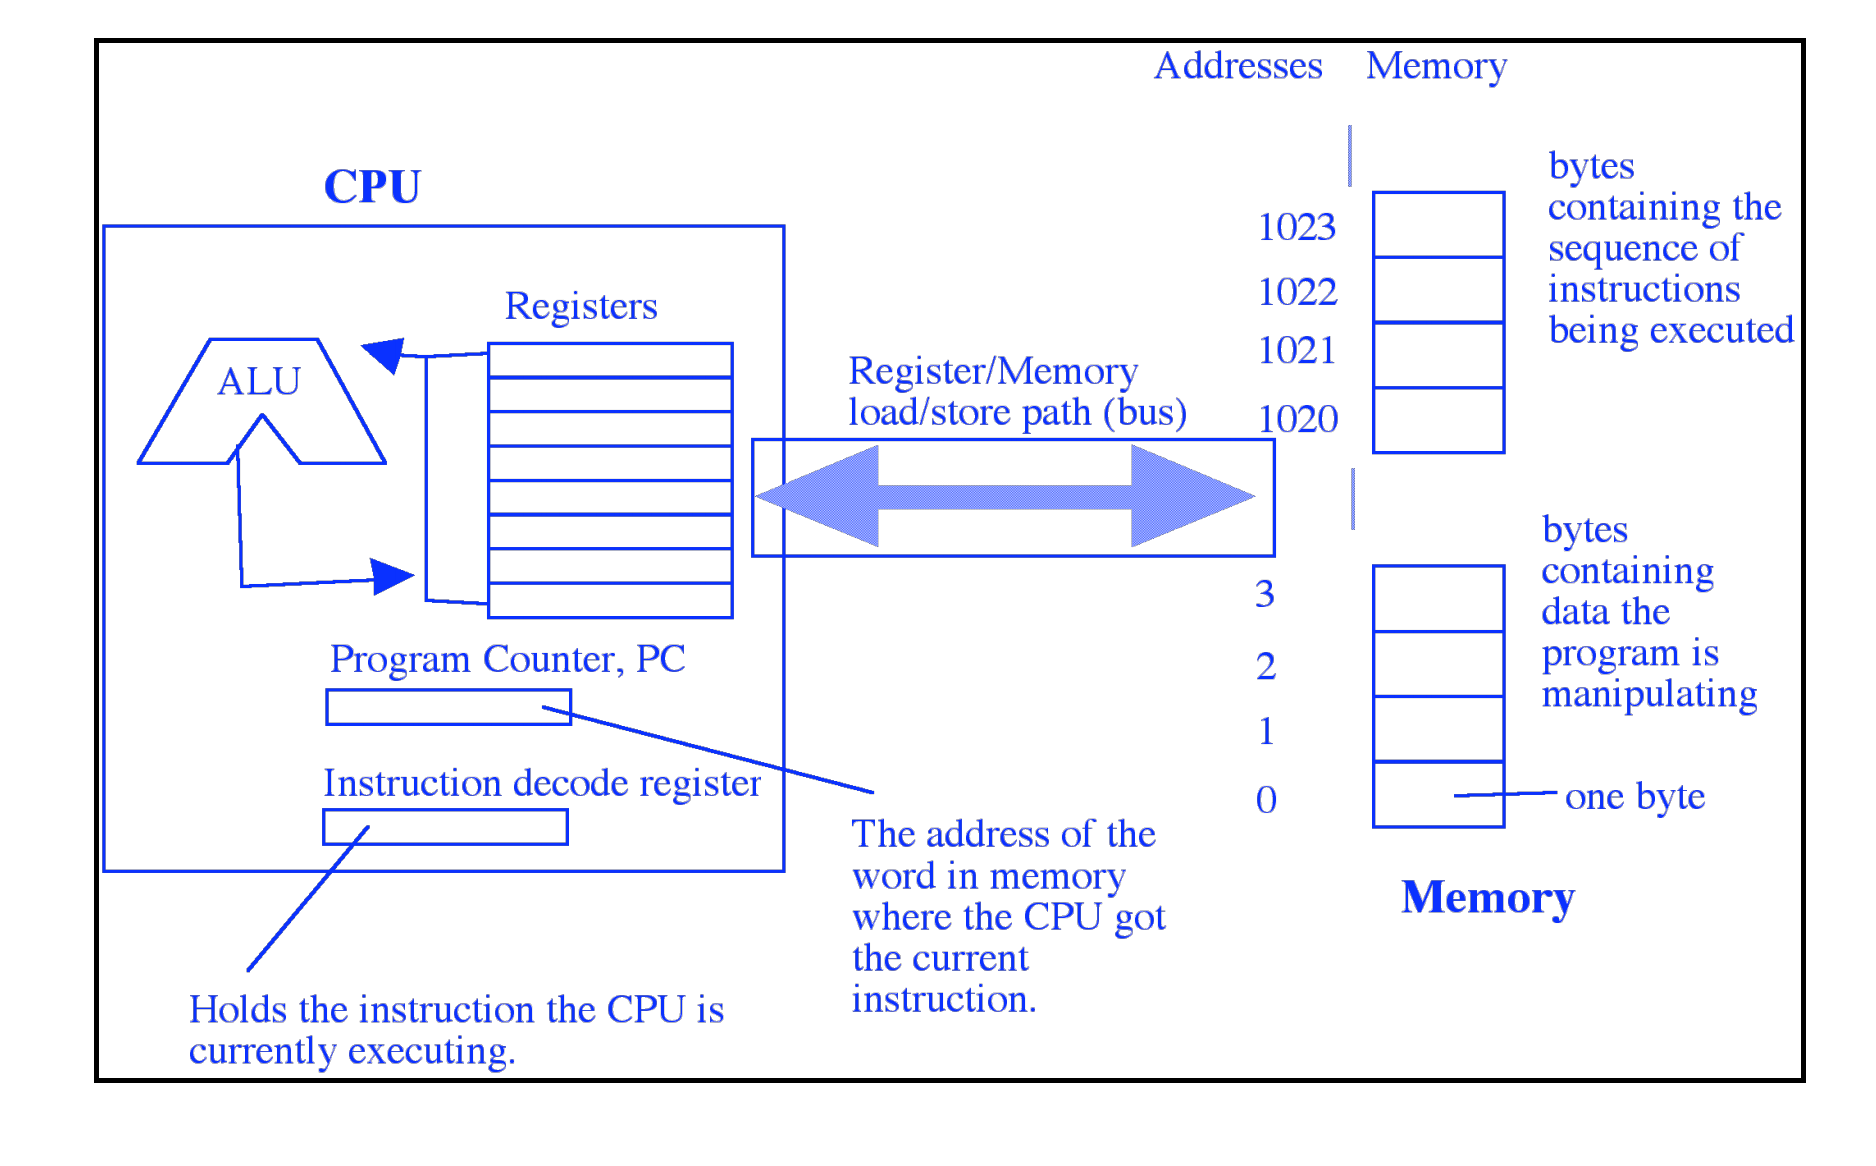 Addresses Memory
CPU
bytes
containing the
sequence of
instructions
being executed
1023
1022
1021
1020
Registers
ALU
Register/Memory
load/store path (bus)
bytes
containing
data the
program is
manipulating
3
2
1
0
one byte
Program Counter, PC
Instruction decode register
The address of the
word in memory
where the CPU got
the current
instruction.
Memory
Holds the instruction the CPU is
currently executing.